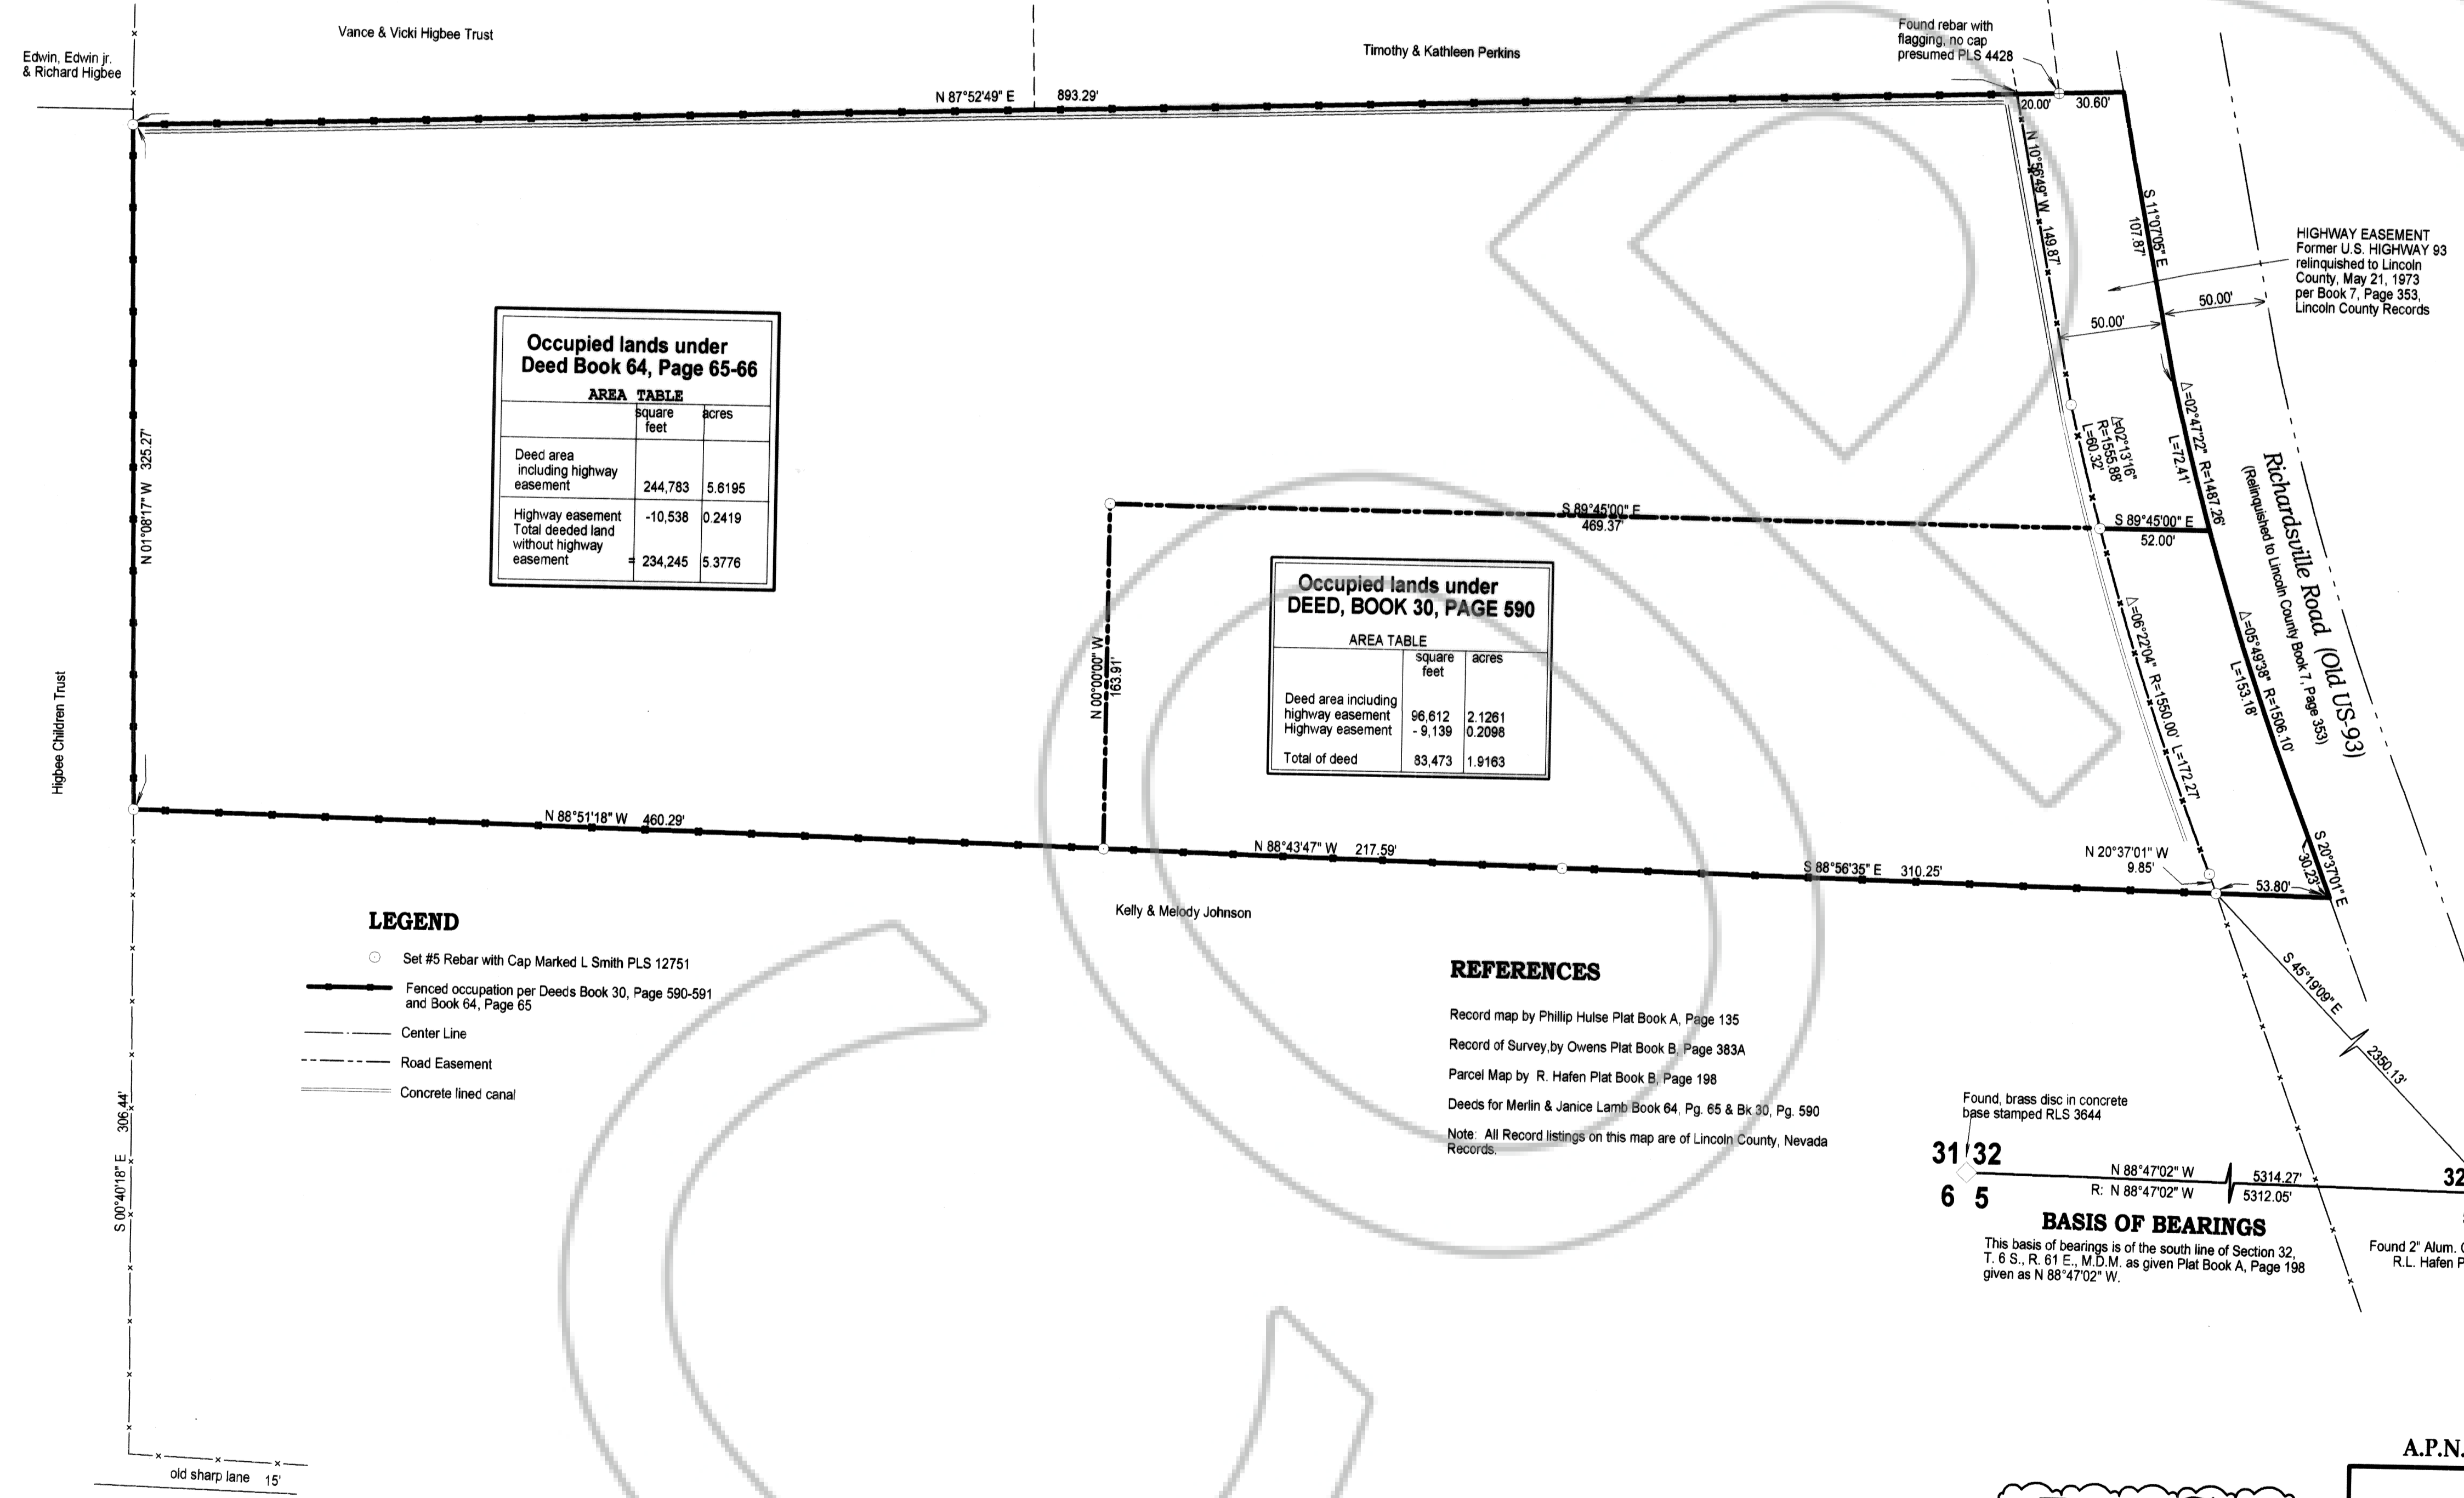 Edwin, Edwin jr.
& Richard Higbee
Vance & Vicki Higbee Trust
Timothy & Kathleen Perkins
Found rebar with
flagging, no cap
presumed PLS 4428
N 87°52'49" E 893.29'
20.00'
30.60'
N 10°56'49" W 149.87'
S 11°07'05" E
107.87'
HIGHWAY EASEMENT
Former U.S. HIGHWAY 93
relinquished to Lincoln
County, May 21, 1973
per Book 7, Page 353,
Lincoln County Records
50.00'
50.00'
Occupied lands under
Deed Book 64, Page 65-66
AREA TABLE
square
feet
acres
Deed area
including highway
easement 244,783 5.6195
Highway easement -10,538 0.2419
Total deeded land
without highway
easement = 234,245 5.3776
N 01°08'17" W 325.27'
Δ=02°13'16"
R=1555.88'
L=60.32'
Δ=02°47'22" R=1487.26'
L=72.41'
Richardsville Road (Old US-93)
(Relinquished to Lincoln County Book 7, Page 353)
S 89°45'00" E
469.37'
S 89°45'00" E
52.00'
Occupied lands under
DEED, BOOK 30, PAGE 590
AREA TABLE
square
feet
acres
Deed area including
highway easement 96,612 2.1261
Highway easement - 9,139 0.2098
Total of deed 83,473 1.9163
N 00°00'00" W
163.91'
Δ=06°22'04" R=1550.00' L=172.27'
Δ=05°49'38" R=1506.10'
L=153.18'
Higbee Children Trust
N 88°51'18" W 460.29'
N 88°43'47" W 217.59'
S 88°56'35" E 310.25'
N 20°37'01" W
9.85'
53.80'
S 20°37'01" E
30.23'
Kelly & Melody Johnson
LEGEND
Set #5 Rebar with Cap Marked L Smith PLS 12751
Fenced occupation per Deeds Book 30, Page 590-591
and Book 64, Page 65
Center Line
Road Easement
Concrete lined canal
REFERENCES
Record map by Phillip Hulse Plat Book A, Page 135
Record of Survey,by Owens Plat Book B, Page 383A
Parcel Map by R. Hafen Plat Book B, Page 198
Deeds for Merlin & Janice Lamb Book 64, Pg. 65 & Bk 30, Pg. 590
Note: All Record listings on this map are of Lincoln County, Nevada
Records.
S 45°19'09" E
2350.13'
S 00°40'18" E 306.44'
Found, brass disc in concrete
base stamped RLS 3644
31 32
6 5
N 88°47'02" W 5314.27'
R: N 88°47'02" W 5312.05'
32
BASIS OF BEARINGS
This basis of bearings is of the south line of Section 32,
T. 6 S., R. 61 E., M.D.M. as given Plat Book A, Page 198
given as N 88°47'02" W.
Found 2" Alum.
R.L. Hafen
old sharp lane 15'
A.P.N.